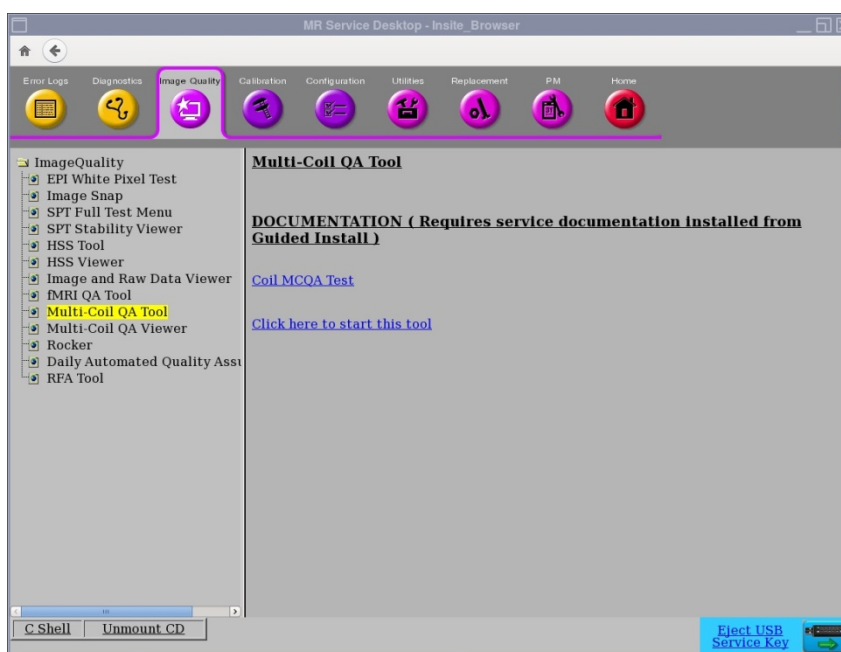 MR Service Desktop - Insite_Browser
Error Logs
Diagnostics
Image Quality
Calibration
Configuration
Utilities
Replacement
PM
Home
ImageQuality
EPI White Pixel Test
Image Snap
SPT Full Test Menu
SPT Stability Viewer
HSS Tool
HSS Viewer
Image and Raw Data Viewer
fMRI QA Tool
Multi-Coil QA Tool
Multi-Coil QA Viewer
Rocker
Daily Automated Quality Assu
RFA Tool
Multi-Coil QA Tool
DOCUMENTATION ( Requires service documentation installed from
Guided Install )
Coil MCQA Test
Click here to start this tool
C Shell
Unmount CD
Eject USB
Service Key